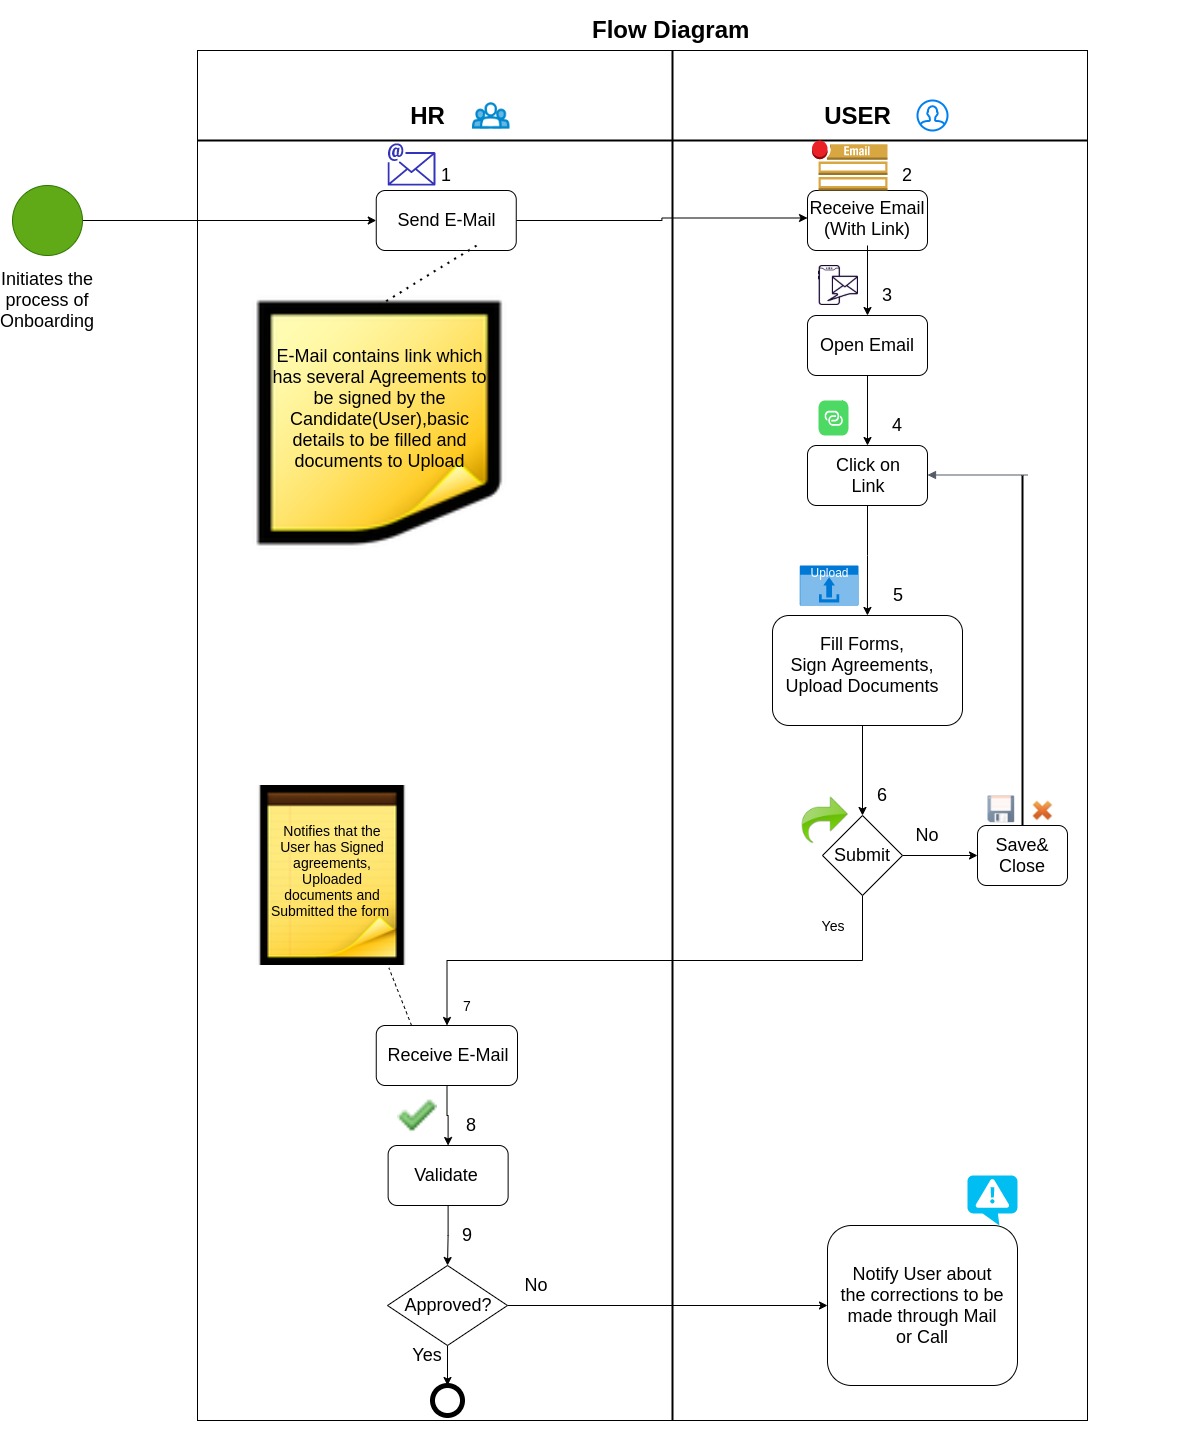 Flow Diagram
HR
USER
@
1
Email
2
Send E-Mail
Receive Email
(With Link)
Initiates the
process of
Onboarding
3
Open Email
E-Mail contains link which
has several Agreements to
be signed by the
Candidate(User),basic
details to be filled and
documents to Upload
4
Click on
Link
Upload
5
Fill Forms,
Sign Agreements,
Upload Documents
6
Submit
No
Save&
Close
Yes
Notifies that the
User has Signed
agreements,
Uploaded
documents and
Submitted the form
7
Receive E-Mail
8
Validate
9
Approved?
No
Yes
Notify User about
the corrections to be
made through Mail
or Call